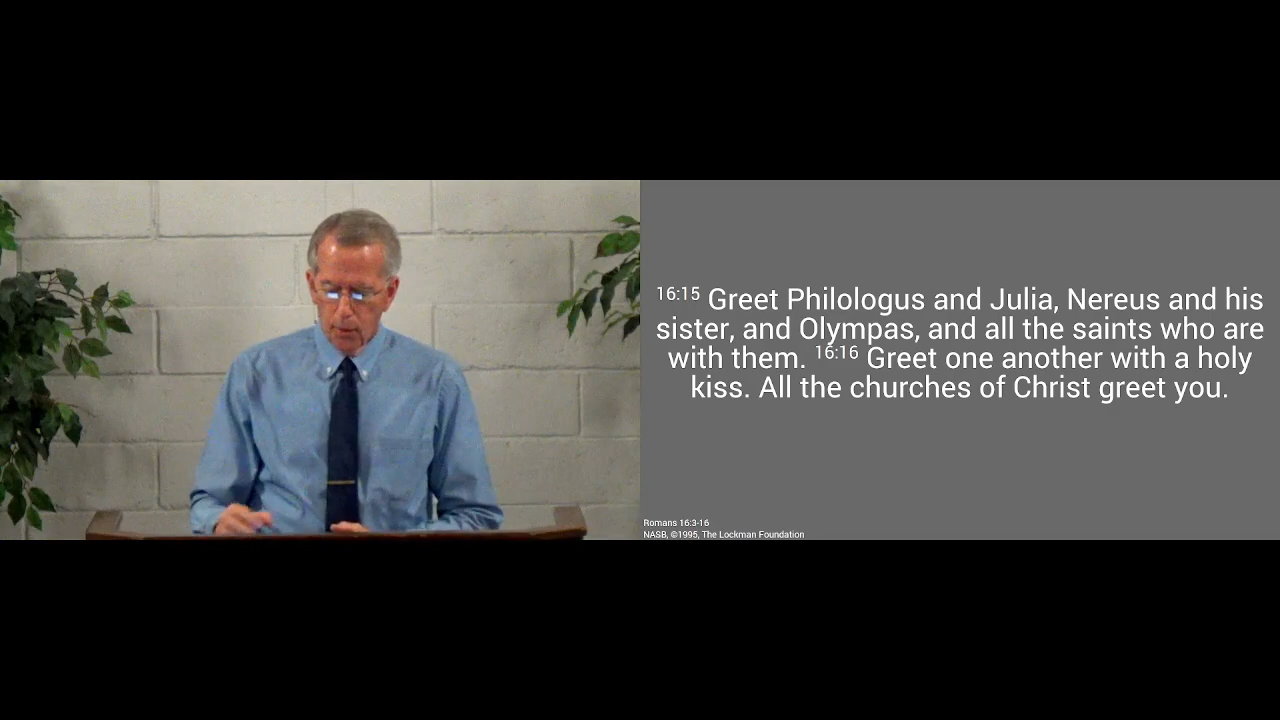 16:15 Greet Philologus and Julia, Nereus and his
sister, and Olympas, and all the saints who are
with them. 16:16 Greet one another with a holy
kiss. All the churches of Christ greet you.
Romans 16:3-16
NASB, ©1995, The Lockman Foundation